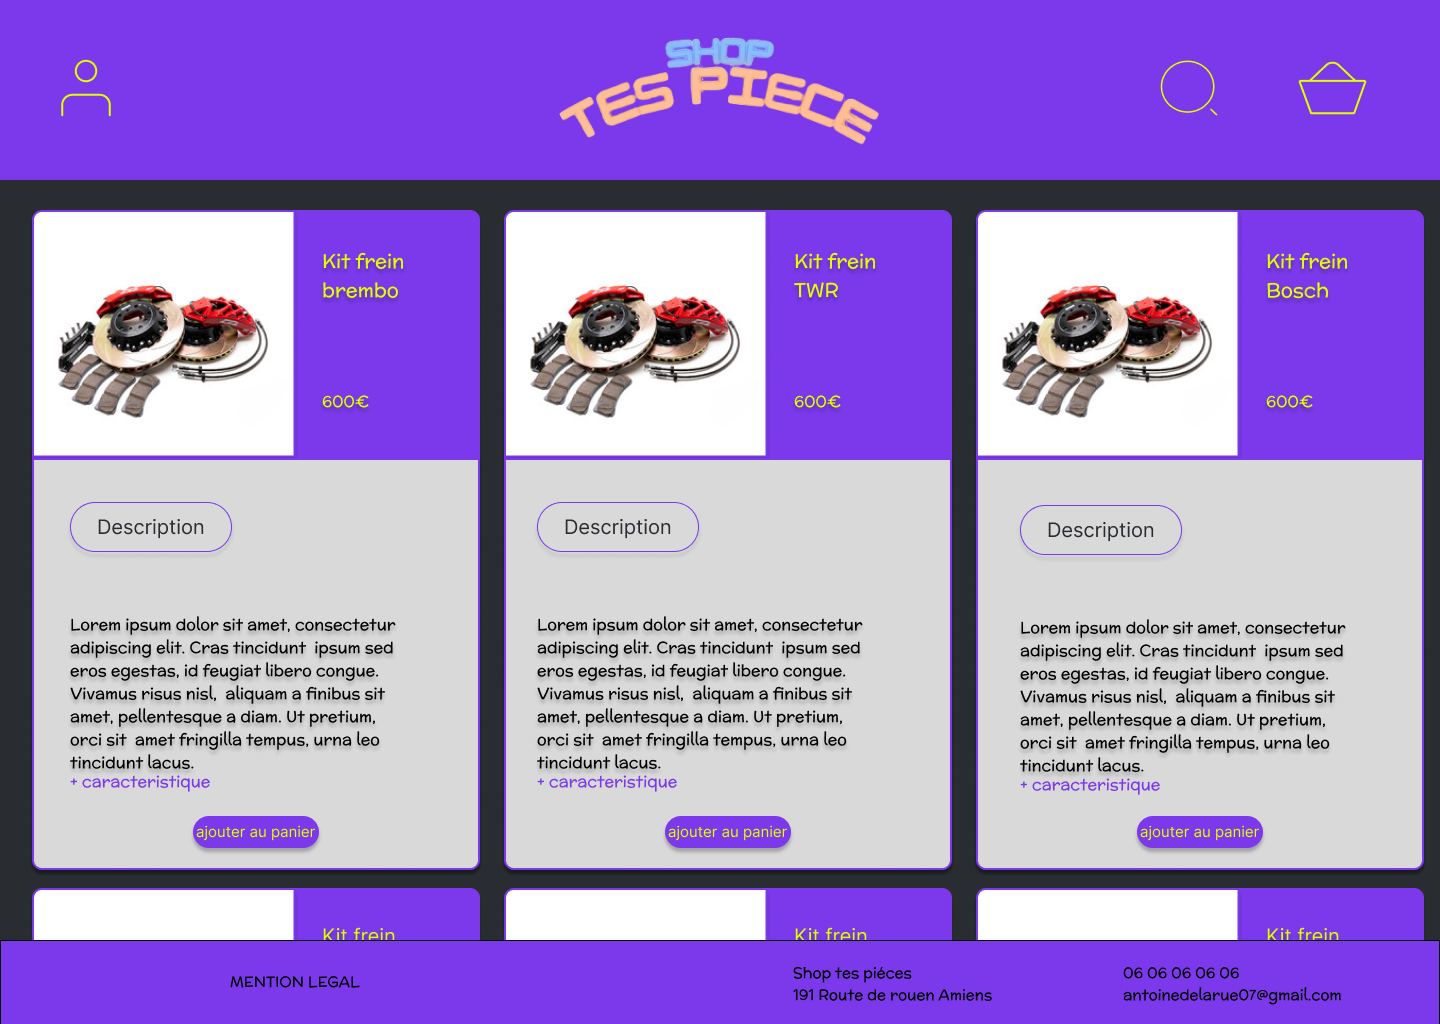 SHOP
TES PIECE
Kit frein
brembo
600€
Kit frein
TWR
600€
Kit frein
Bosch
600€
Description
Lorem ipsum dolor sit amet, consectetur
adipiscing elit. Cras tincidunt  ipsum sed
eros egestas, id feugiat libero congue.
Vivamus risus nisl,  aliquam a finibus sit
amet, pellentesque a diam. Ut pretium,
orci sit  amet fringilla tempus, urna leo
tincidunt lacus.
+ caracteristique
ajouter au panier
Description
Lorem ipsum dolor sit amet, consectetur
adipiscing elit. Cras tincidunt  ipsum sed
eros egestas, id feugiat libero congue.
Vivamus risus nisl,  aliquam a finibus sit
amet, pellentesque a diam. Ut pretium,
orci sit  amet fringilla tempus, urna leo
tincidunt lacus.
+ caracteristique
ajouter au panier
Description
Lorem ipsum dolor sit amet, consectetur
adipiscing elit. Cras tincidunt  ipsum sed
eros egestas, id feugiat libero congue.
Vivamus risus nisl,  aliquam a finibus sit
amet, pellentesque a diam. Ut pretium,
orci sit  amet fringilla tempus, urna leo
tincidunt lacus.
+ caracteristique
ajouter au panier
Kit frein
Kit frein
Kit frein
MENTION LEGAL
Shop tes piéces
191 Route de rouen Amiens
06 06 06 06 06
antoinedelarue07@gmail.com